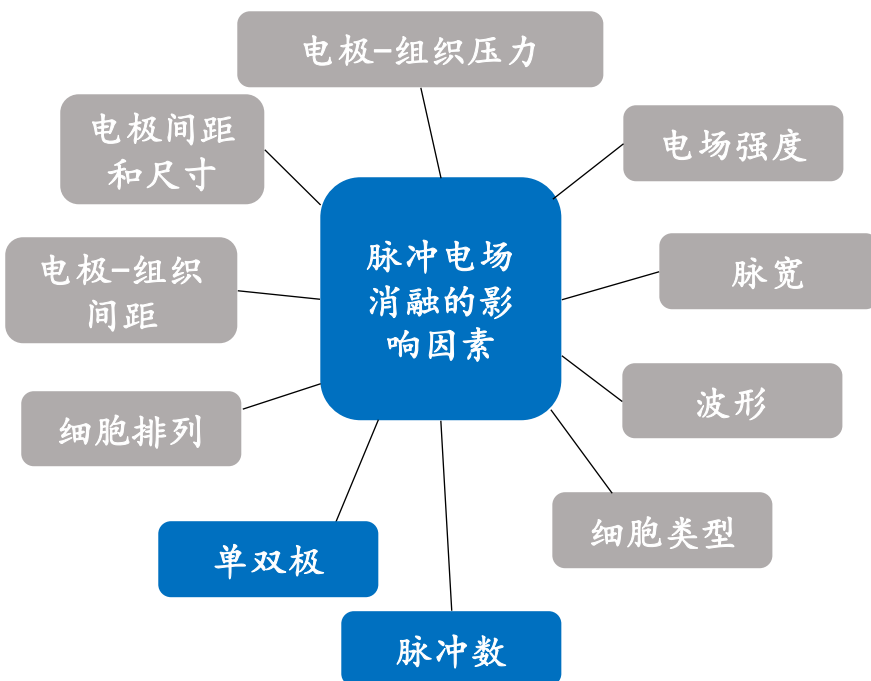 电极-组织压力
电极间距
和尺寸
电场强度
脉冲电场
消融的影
响因素
电极-组织
间距
脉宽
细胞排列
波形
单双极
细胞类型
脉冲数